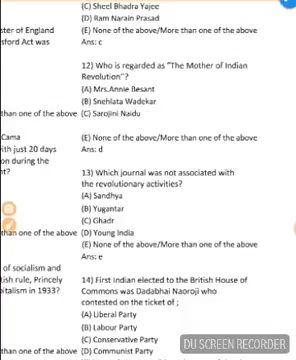 (C) Sheel Bhadra Yajee
(D) Ram Narain Prasad
(E) None of the above/More than one of the above
Ans: c
12) Who is regarded as "The Mother of Indian
Revolution"?
(A) Mrs.Annie Besant
(B) Snehlata Wadekar
(C) Sarojini Naidu
(E) None of the above/More than one of the above
Ans: d
13) Which journal was not associated with
the revolutionary activities?
(A) Sandhya
(B) Yugantar
(C) Ghadr
(D) Young India
(E) None of the above/More than one of the above
Ans: e
14) First Indian elected to the British House of
Commons was Dadabhai Naoroji who
contested on the ticket of ;
(A) Liberal Party
(B) Labour Party
(C) Conservative Party
(D) Communist Party
ster of England
sford Act was
than one of the above
Cama
ith just 20 days
on during the
t?
than one of the above
of socialism and
tish rule, Princely
pitalism in 1933?
than one of the above
DU SCREEN RECORDER